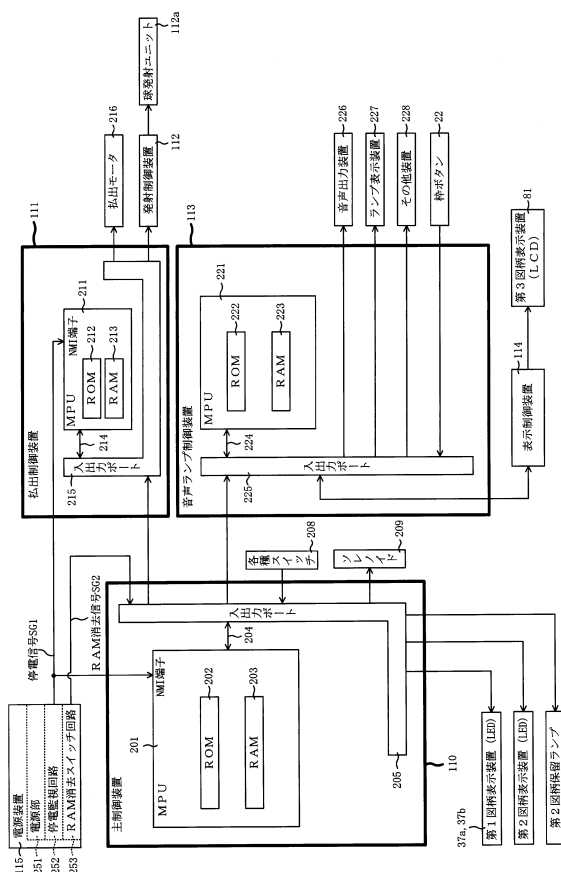 115
電源装置
251
電源部
252
停電監視回路
253
RAM消去スイッチ回路
停電信号SG1
RAM消去信号SG2
111
払出制御装置
211
NMI端子
212
ROM
213
RAM
MPU
214
215
入出力ポート
216
払出モータ
112
発射制御装置
112a
球発射ユニット
113
音声ランプ制御装置
221
222
ROM
223
RAM
MPU
224
225
入出力ポート
226
音声出力装置
227
ランプ表示装置
228
その他装置
22
枠ボタン
114
表示制御装置
81
第3図柄表示装置
(LCD)
208
各種スイッチ
209
ソレノイド
110
主制御装置
201
NMI端子
202
ROM
203
RAM
MPU
204
205
入出力ポート
37a,37b
第1図柄表示装置(LED)
第2図柄表示装置(LED)
第2図柄保留ランプ